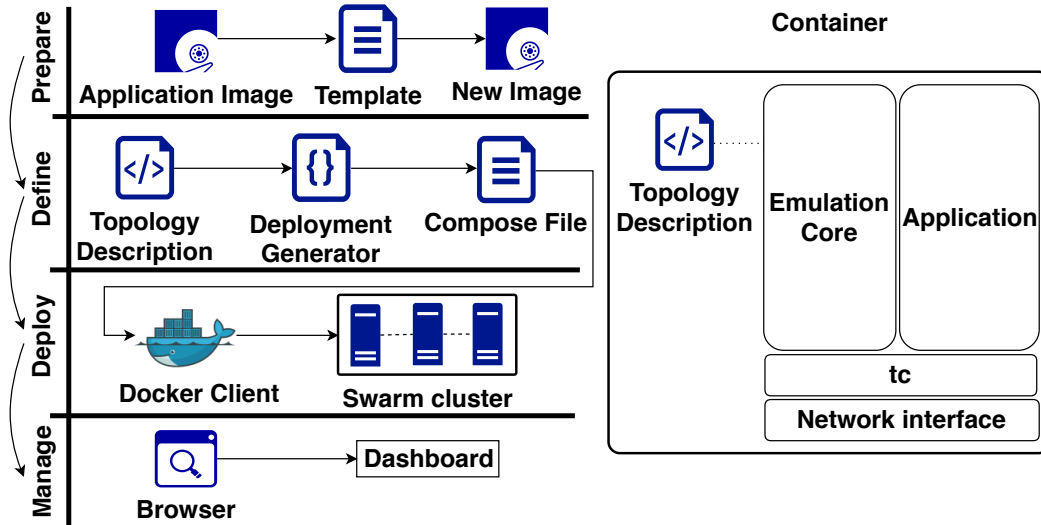 Prepare
Application Image
Template
New Image
Define
</>
{}
Topology
Description
Deployment
Generator
Compose File
Deploy
Docker Client
Swarm cluster
Manage
Browser
Dashboard
Container
</>
Topology
Description
Emulation
Core
Application
tc
Network interface